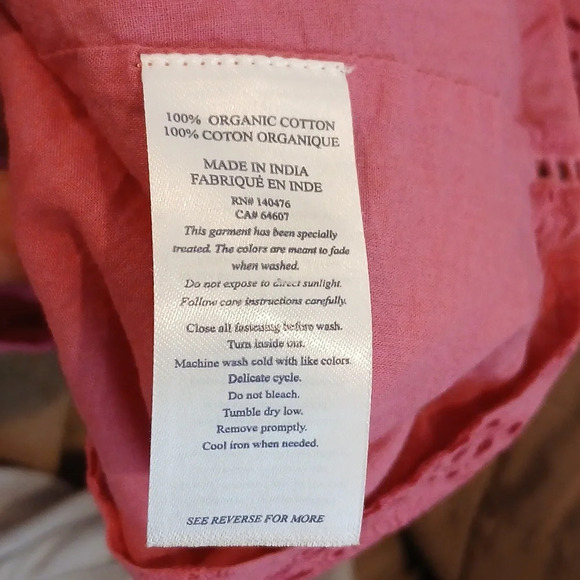 100% ORGANIC COTTON
100% COTON ORGANIQUE
MADE IN INDIA
FABRIQUÉ EN INDE
RN# 140476
CA# 64607
This garment has been specially
treated. The colors are meant to fade
when washed.
Do not expose to direct sunlight.
Follow care instructions carefully.
Close all fastening before wash.
Turn inside out.
Machine wash cold with like colors.
Delicate cycle.
Do not bleach.
Tumble dry low.
Remove promptly.
Cool iron when needed.
SEE REVERSE FOR MORE